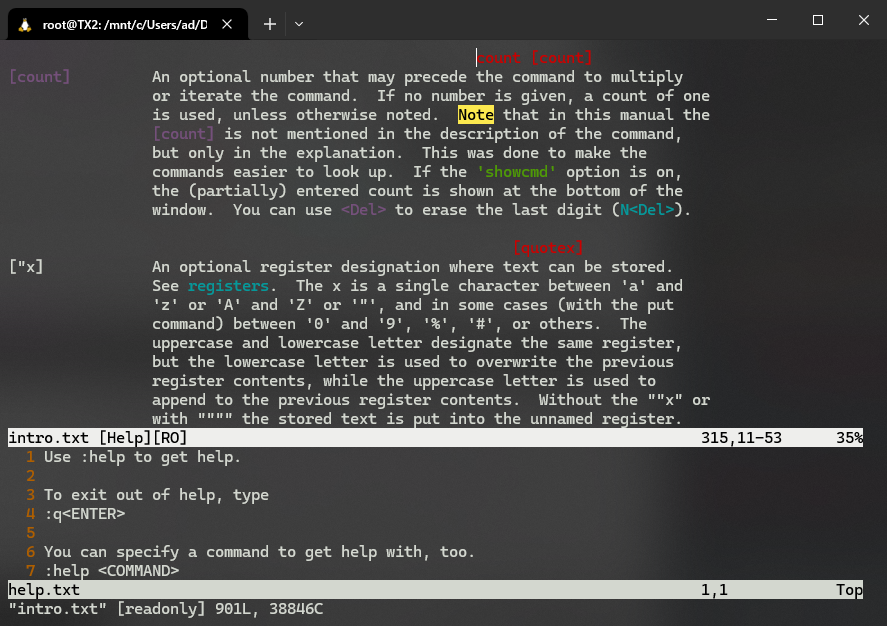 root@TX2: /mnt/c/Users/ad/D
count [count]
[count] An optional number that may precede the command to multiply
or iterate the command.  If no number is given, a count of one
is used, unless otherwise noted.  Note that in this manual the
[count] is not mentioned in the description of the command,
but only in the explanation.  This was done to make the
commands easier to look up.  If the 'showcmd' option is on,
the (partially) entered count is shown at the bottom of the
window.  You can use <Del> to erase the last digit (N<Del>).
[quotex]
["x] An optional register designation where text can be stored.
See registers.  The x is a single character between 'a' and
'z' or 'A' and 'Z' or '"', and in some cases (with the put
command) between '0' and '9', '%', '#', or others.  The
uppercase and lowercase letter designate the same register,
but the lowercase letter is used to overwrite the previous
register contents, while the uppercase letter is used to
append to the previous register contents.  Without the ""x" or
with """" the stored text is put into the unnamed register.
intro.txt [Help][RO] 315,11-53 35%
1 Use :help to get help.
2
3 To exit out of help, type
4 :q<ENTER>
5
6 You can specify a command to get help with, too.
7 :help <COMMAND>
help.txt 1,1 Top
"intro.txt" [readonly] 901L, 38846C